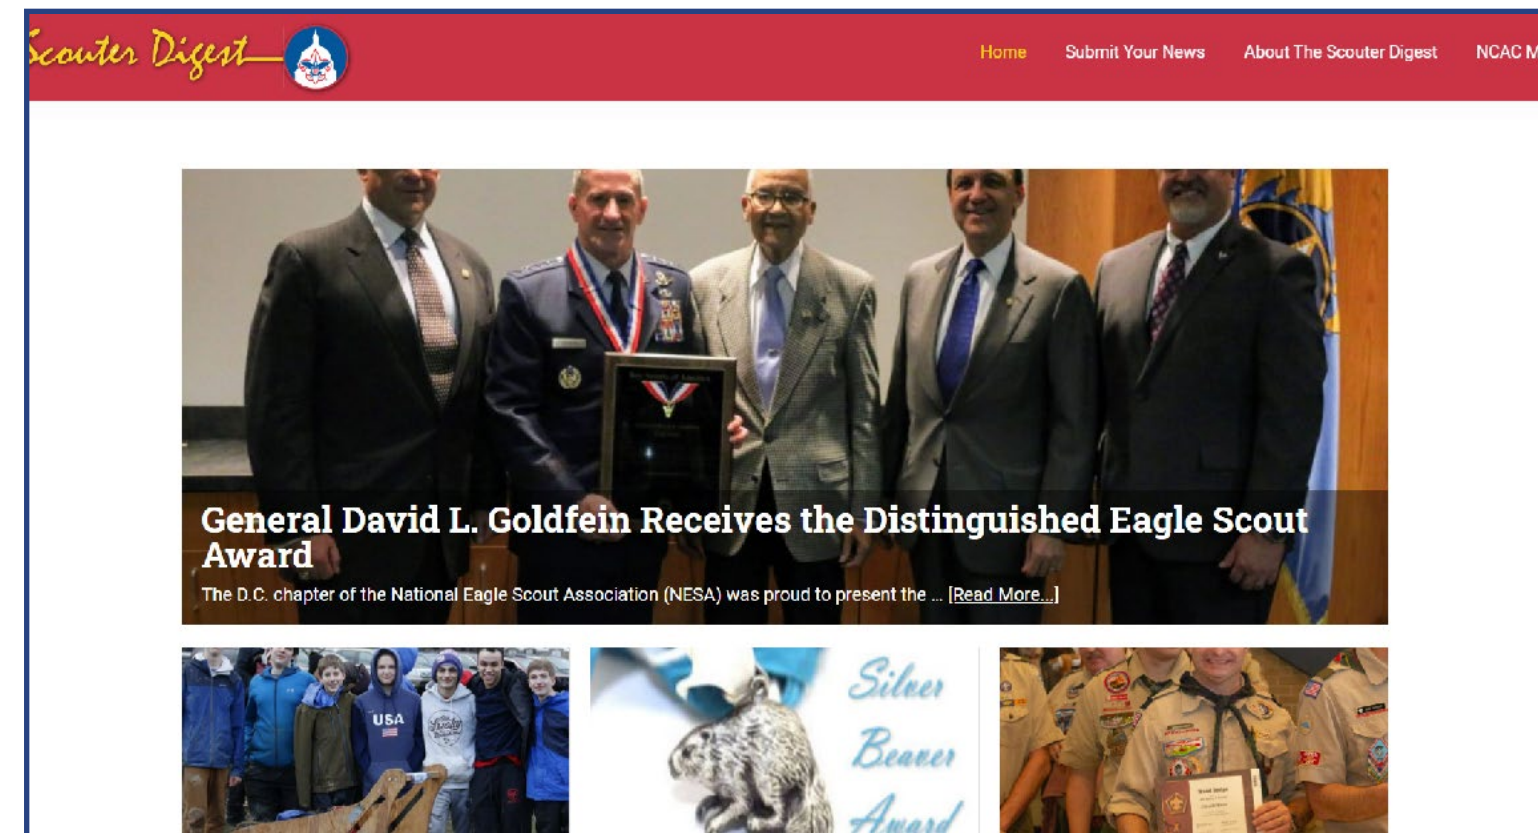 Scouter Digest
Home Submit Your News About The Scouter Digest NCAC M
General David L. Goldfein Receives the Distinguished Eagle Scout
Award
The D.C. chapter of the National Eagle Scout Association (NESA) was proud to present the ... [Read More...]
USA
Silver
Beaver
Award